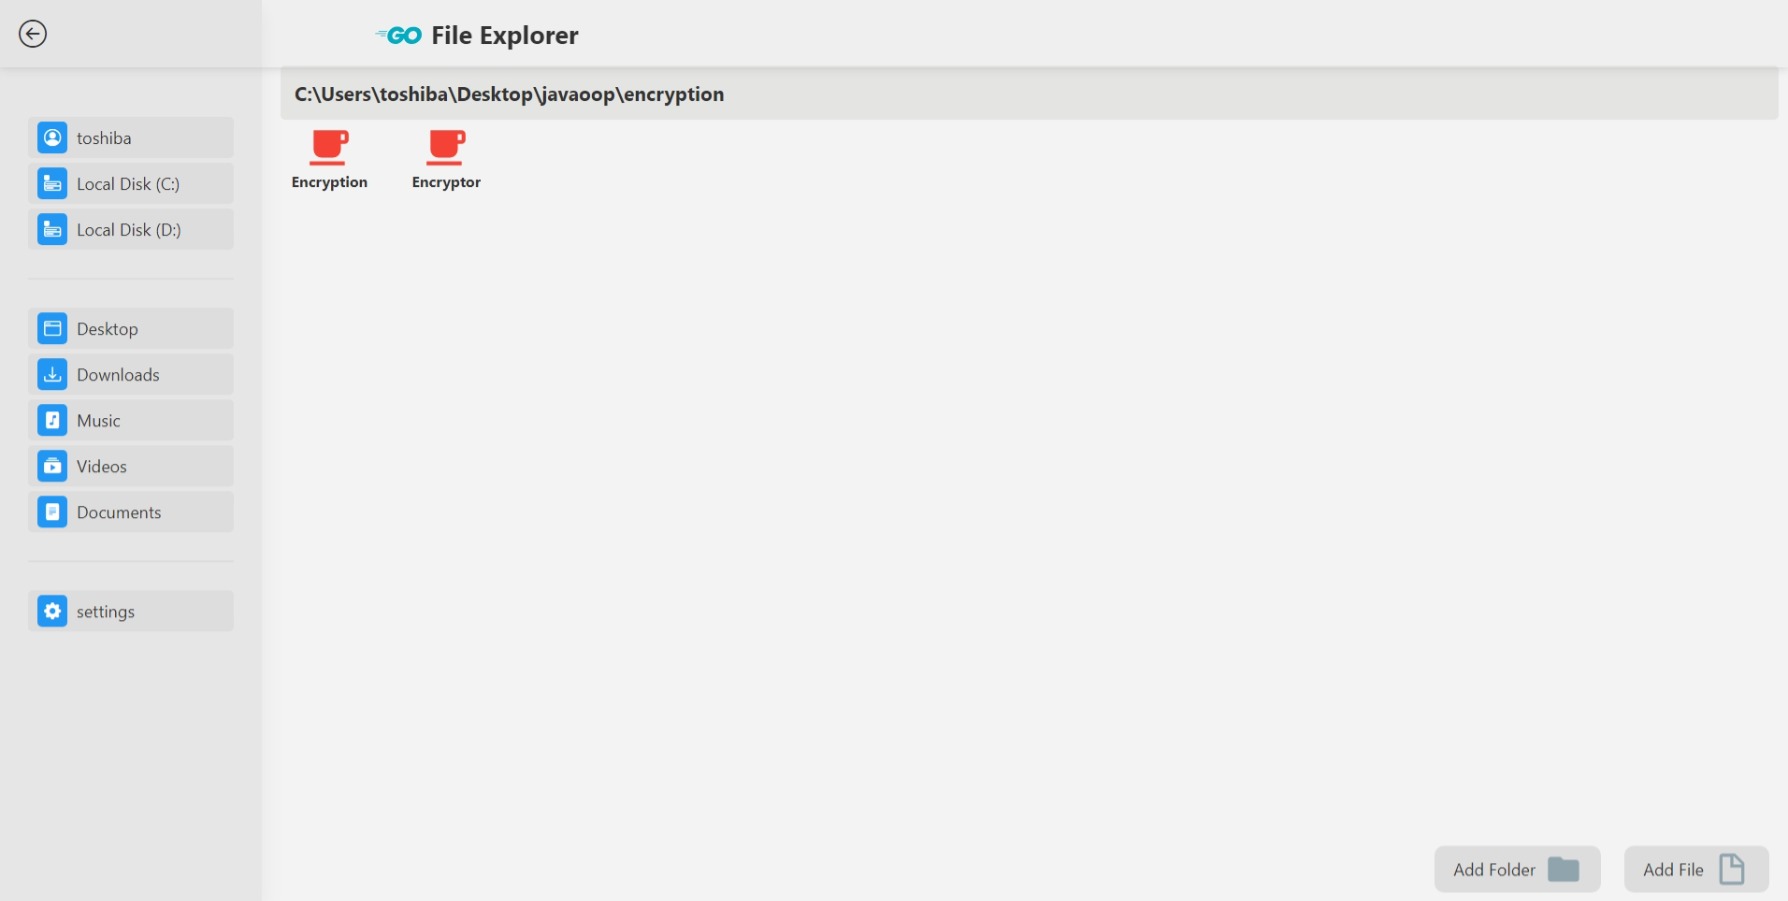 GO File Explorer
C:\Users\toshiba\Desktop\javaoop\encryption
toshiba
Local Disk (C:)
Local Disk (D:)
Desktop
Downloads
Music
Videos
Documents
settings
Encryption
Encryptor
Add Folder
Add File